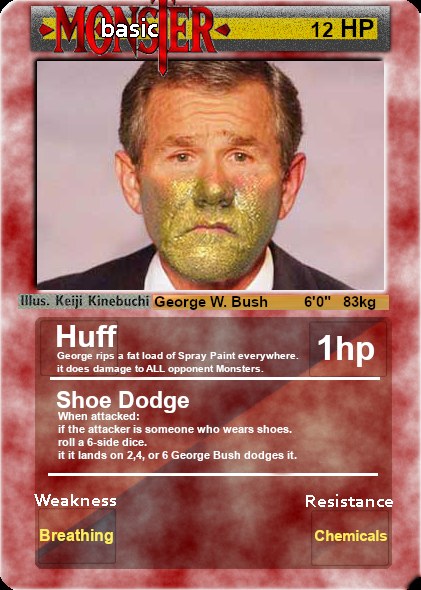 MONSTER
basic
12 HP
Illus. Keiji Kinebuchi George W. Bush 6'0" 83kg
Huff
1hp
George rips a fat load of Spray Paint everywhere.
it does damage to ALL opponent Monsters.
Shoe Dodge
When attacked:
if the attacker is someone who wears shoes.
roll a 6-side dice.
it it lands on 2,4, or 6 George Bush dodges it.
Weakness Resistance
Breathing Chemicals